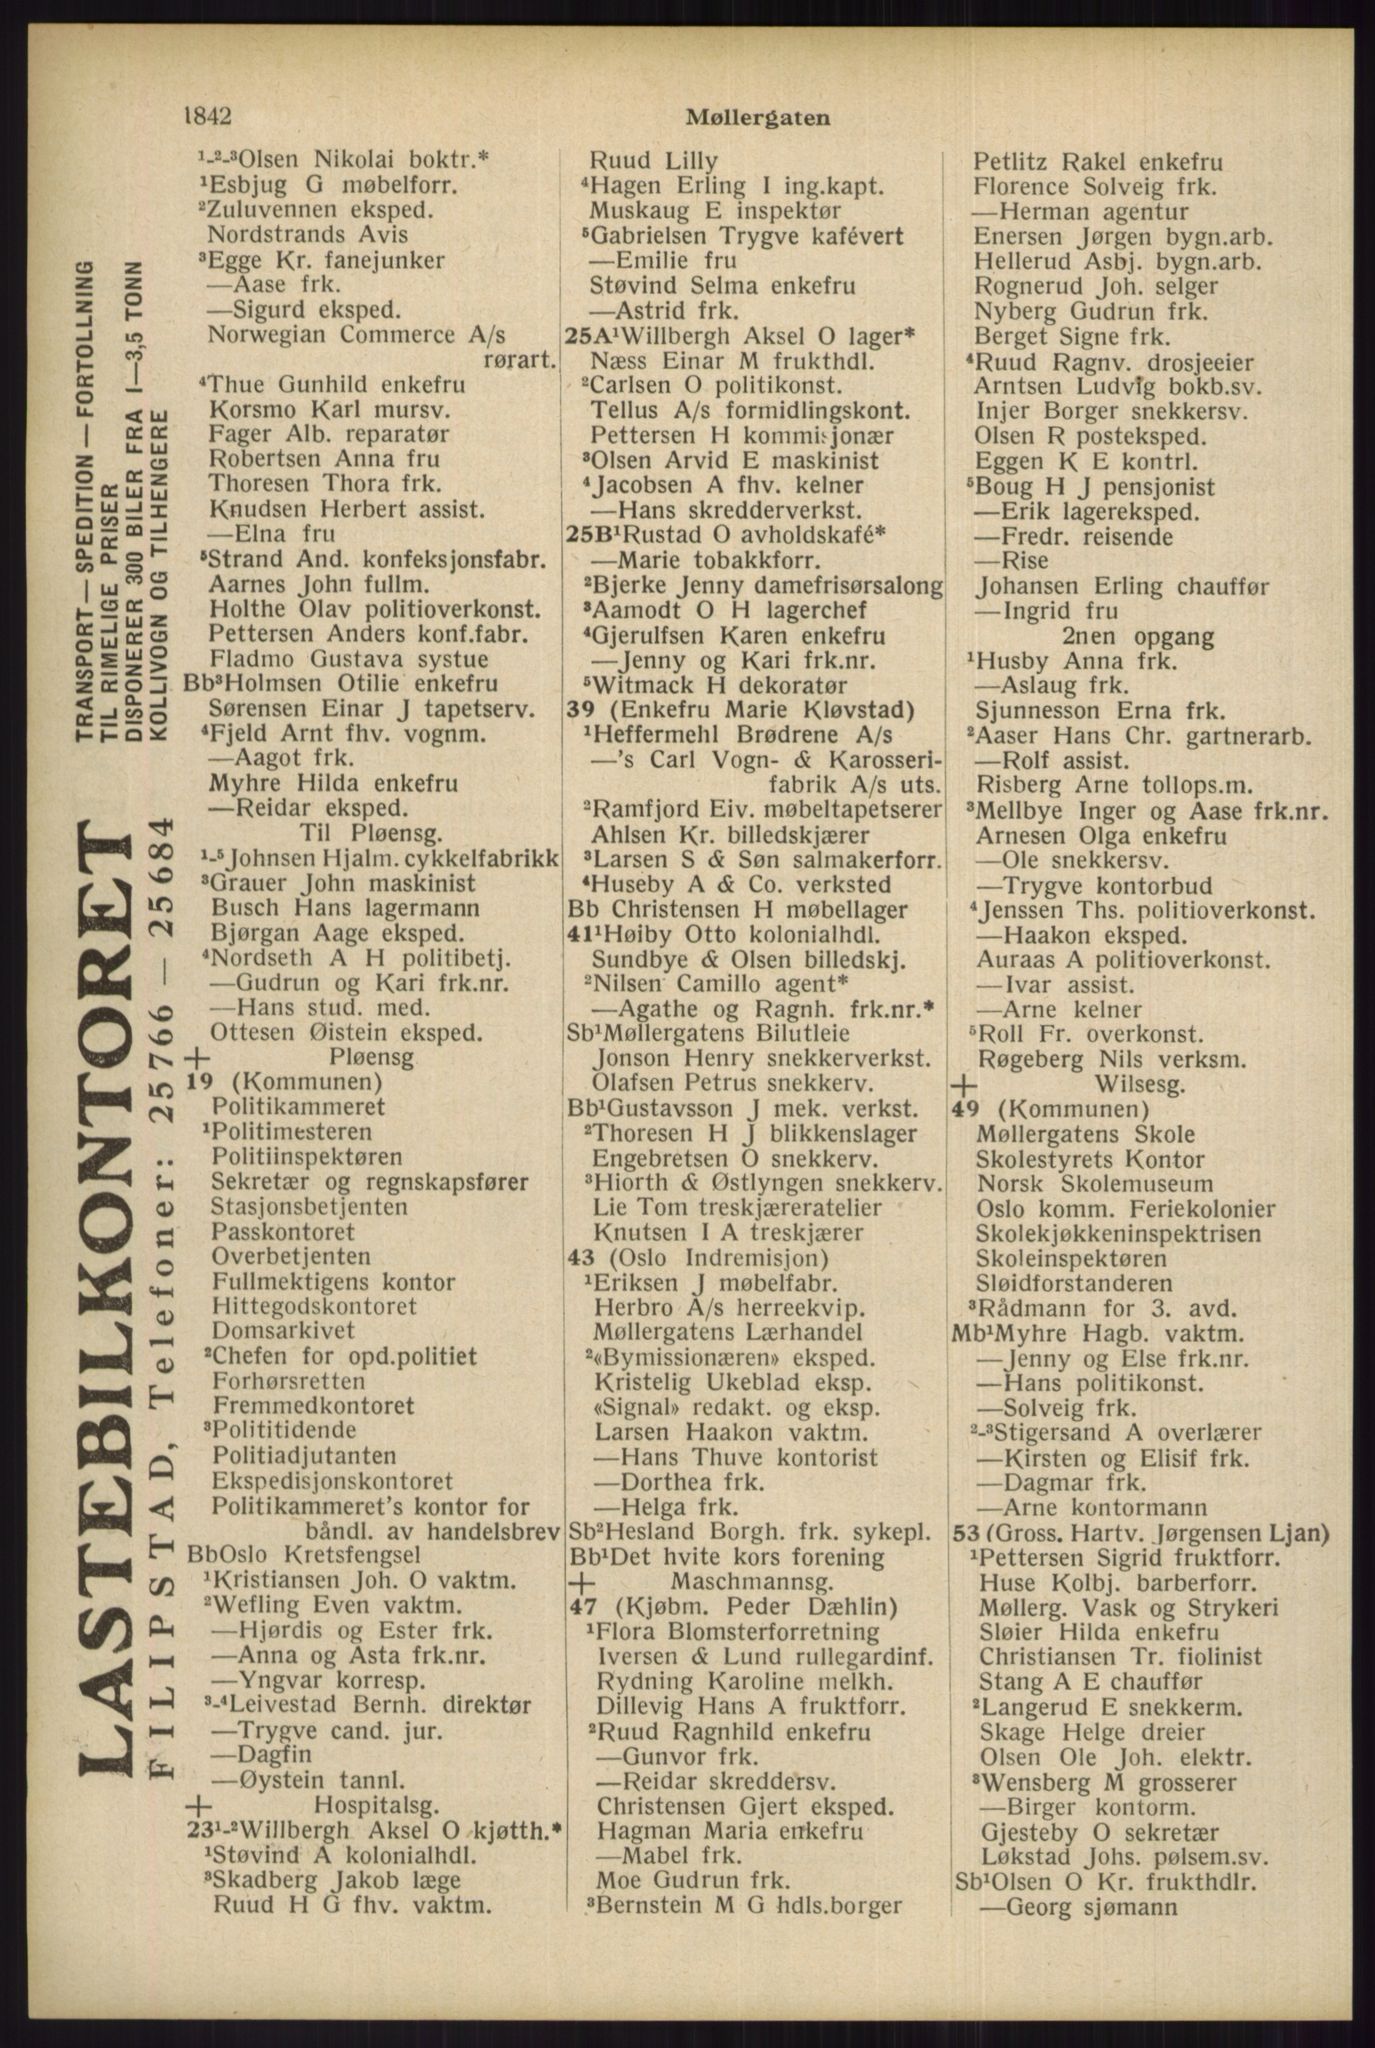 1842
Møllergaten
TRANSPORT—SPEDITION—FORTOLLNING
TIL RIMELIGE PRISER
DISPONERER 300 BILER FRA 1—3,5 TONN
KOLLIVOGN OG TILHENGERE
LASTEBILKONTORET
FILIPSTAD, Telefoner: 25766 — 25684
¹-²-³Olsen Nikolai boktr.*
¹Esbjug G møbelforr.
²Zuluvennen eksped.
Nordstrands Avis
³Egge Kr. fanejunker
—Aase frk.
—Sigurd eksped.
Norwegian Commerce A/s
rørart.
⁴Thue Gunhild enkefru
Korsmo Karl mursv.
Fager Alb. reparatør
Robertsen Anna fru
Thoresen Thora frk.
Knudsen Herbert assist.
—Elna fru
⁵Strand And. konfeksjonsfabr.
Aarnes John fullm.
Holthe Olav politioverkonst.
Pettersen Anders konf.fabr.
Fladmo Gustava systue
Bb³Holmsen Otilie enkefru
Sørensen Einar J tapetserv.
⁴Fjeld Arnt fhv. vognm.
—Aagot frk.
Myhre Hilda enkefru
—Reidar eksped.
Til Pløensg.
¹-⁵Johnsen Hjalm. cykkelfabrikk
³Grauer John maskinist
Busch Hans lagermann
Bjørgan Aage eksped.
⁴Nordseth A H politibetj.
—Gudrun og Kari frk.nr.
—Hans stud. med.
Ottesen Øistein eksped.
+ Pløensg
19 (Kommunen)
Politikammeret
¹Politimesteren
Politiinspektøren
Sekretær og regnskapsfører
Stasjonsbetjenten
Passkontoret
Overbetjenten
Fullmektigens kontor
Hittegodskontoret
Domsarkivet
²Chefen for opd.politiet
Forhørsretten
Fremmedkontoret
³Polititidende
Politiadjutanten
Ekspedisjonskontoret
Politikammeret's kontor for
båndl. av handelsbrev
BbOslo Kretsfengsel
¹Kristiansen Joh. O vaktm.
²Wefling Even vaktm.
—Hjørdis og Ester frk.
—Anna og Asta frk.nr.
—Yngvar korresp.
³-⁴Leivestad Bernh. direktør
—Trygve cand. jur.
—Dagfin
—Øystein tannl.
+ Hospitalsg.
23¹-²Willbergh Aksel O kjøtth.*
¹Støvind A kolonialhdl.
³Skadberg Jakob læge
Ruud H G fhv. vaktm.
Ruud Lilly
⁴Hagen Erling I ing.kapt.
Muskaug E inspektør
⁵Gabrielsen Trygve kafévert
—Emilie fru
Støvind Selma enkefru
—Astrid frk.
25A¹Willbergh Aksel O lager*
Næss Einar M frukthdl.
²Carlsen O politikonst.
Tellus A/s formidlingskont.
Pettersen H kommisjonær
³Olsen Arvid E maskinist
⁴Jacobsen A fhv. kelner
—Hans skredderverkst.
25B¹Rustad O avholdskafé*
—Marie tobakkforr.
²Bjerke Jenny damefrisørsalong
³Aamodt O H lagerchef
⁴Gjerulfsen Karen enkefru
—Jenny og Kari frk.nr.
⁵Witmack H dekoratør
39 (Enkefru Marie Kløvstad)
¹Heffermehl Brødrene A/s
—'s Carl Vogn- & Karosseri-
fabrik A/s uts.
²Ramfjord Eiv. møbeltapetserer
Ahlsen Kr. billedskjærer
³Larsen S & Søn salmakerforr.
⁴Huseby A & Co. verksted
Bb Christensen H møbellager
41¹Høiby Otto kolonialhdl.
Sundbye & Olsen billedskj.
²Nilsen Camillo agent*
—Agathe og Ragnh. frk.nr.*
Sb¹Møllergatens Bilutleie
Jonson Henry snekkerverkst.
Olafsen Petrus snekkerv.
Bb¹Gustavsson J mek. verkst.
²Thoresen H J blikkenslager
Engebretsen O snekkerv.
³Hiorth & Østlyngen snekkerv.
Lie Tom treskjæreratelier
Knutsen I A treskjærer
43 (Oslo Indremisjon)
¹Eriksen J møbelfabr.
Herbro A/s herreekvip.
Møllergatens Lærhandel
²«Bymissionæren» eksped.
Kristelig Ukeblad eksp.
«Signal» redakt. og eksp.
Larsen Haakon vaktm.
—Hans Thuve kontorist
—Dorthea frk.
—Helga frk.
Sb²Hesland Borgh. frk. sykepl.
Bb¹Det hvite kors forening
+ Maschmannsg.
47 (Kjøbm. Peder Dæhlin)
¹Flora Blomsterforretning
Iversen & Lund rullegardinf.
Rydning Karoline melkh.
Dillevig Hans A fruktforr.
²Ruud Ragnhild enkefru
—Gunvor frk.
—Reidar skreddersv.
Christensen Gjert eksped.
Hagman Maria enkefru
—Mabel frk.
Moe Gudrun frk.
³Bernstein M G hdls.borger
Petlitz Rakel enkefru
Florence Solveig frk.
—Herman agentur
Enersen Jørgen bygn.arb.
Hellerud Asbj. bygn.arb.
Rognerud Joh. selger
Nyberg Gudrun frk.
Berget Signe frk.
⁴Ruud Ragnv. drosjeeier
Arntsen Ludvig bokb.sv.
Injer Borger snekkersv.
Olsen R posteksped.
Eggen K E kontrl.
⁵Boug H J pensjonist
—Erik lagereksped.
—Fredr. reisende
—Rise
Johansen Erling chauffør
—Ingrid fru
2nen opgang
¹Husby Anna frk.
—Aslaug frk.
Sjunnesson Erna frk.
²Aaser Hans Chr. gartnerarb.
—Rolf assist.
Risberg Arne tollops.m.
³Mellbye Inger og Aase frk.nr.
Arnesen Olga enkefru
—Ole snekkersv.
—Trygve kontorbud
⁴Jenssen Ths. politioverkonst.
—Haakon eksped.
Auraas A politioverkonst.
—Ivar assist.
—Arne kelner
⁵Roll Fr. overkonst.
Røgeberg Nils verksm.
+ Wilsesg.
49 (Kommunen)
Møllergatens Skole
Skolestyrets Kontor
Norsk Skolemuseum
Oslo komm. Feriekolonier
Skolekjøkkeninspektrisen
Skoleinspektøren
Sløidforstanderen
³Rådmann for 3. avd.
Mb¹Myhre Hagb. vaktm.
—Jenny og Else frk.nr.
—Hans politikonst.
—Solveig frk.
²-³Stigersand A overlærer
—Kirsten og Elisif frk.
—Dagmar frk.
—Arne kontormann
53 (Gross. Hartv. Jørgensen Ljan)
¹Pettersen Sigrid fruktforr.
Huse Kolbj. barberforr.
Møllerg. Vask og Strykeri
Sløier Hilda enkefru
Christiansen Tr. fiolinist
Stang A E chauffør
²Langerud E snekkerm.
Skage Helge dreier
Olsen Ole Joh. elektr.
³Wensberg M grosserer
—Birger kontorm.
Gjesteby O sekretær
Løkstad Johs. pølsem.sv.
Sb¹Olsen O Kr. frukthdlr.
—Georg sjømann